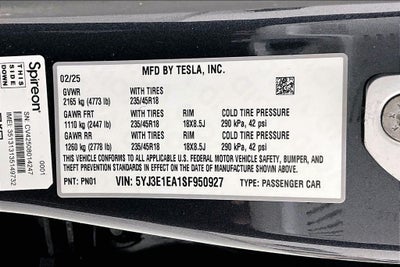 MFD BY TESLA, INC.
02/25
GVWR WITH TIRES
2165 kg (4773 lb) 235/45R18
GAWR FRT WITH TIRES RIM COLD TIRE PRESSURE
1110 kg (2447 lb) 235/45R18 18X8.5J 290 kPa, 42 psi
GAWR RR WITH TIRES RIM COLD TIRE PRESSURE
1260 kg (2778 lb) 235/45R18 18X8.5J 290 kPa, 42 psi
THIS VEHICLE CONFORMS TO ALL APPLICABLE U.S. FEDERAL MOTOR VEHICLE SAFETY, BUMPER, AND
THEFT PREVENTION STANDARDS IN EFFECT ON THE DATE OF MANUFACTURE SHOWN ABOVE.
PNT: PN01 VIN: 5YJ3E1EA1SF950927 TYPE: PASSENGER CAR
THIS
SIDE
DOWN
Spireon
0001